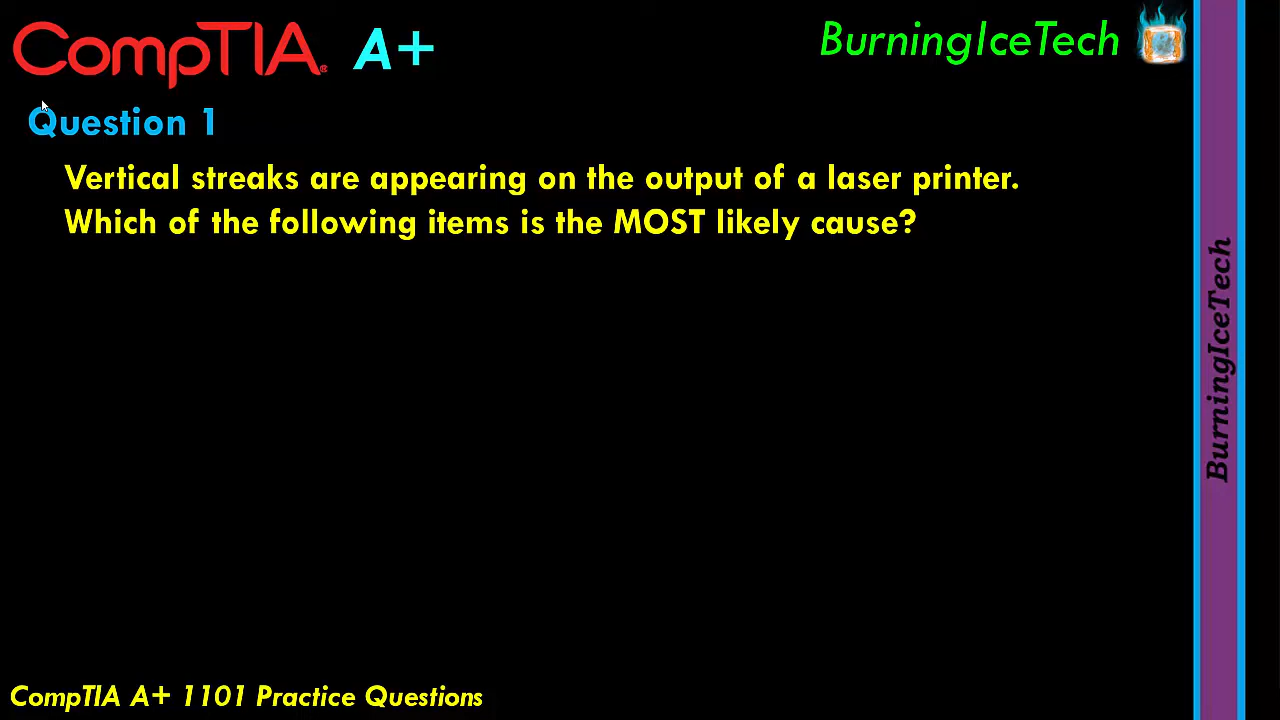 CompTIA® A+
BurningIceTech
Question 1
Vertical streaks are appearing on the output of a laser printer.
Which of the following items is the MOST likely cause?
BurningIceTech
CompTIA A+ 1101 Practice Questions